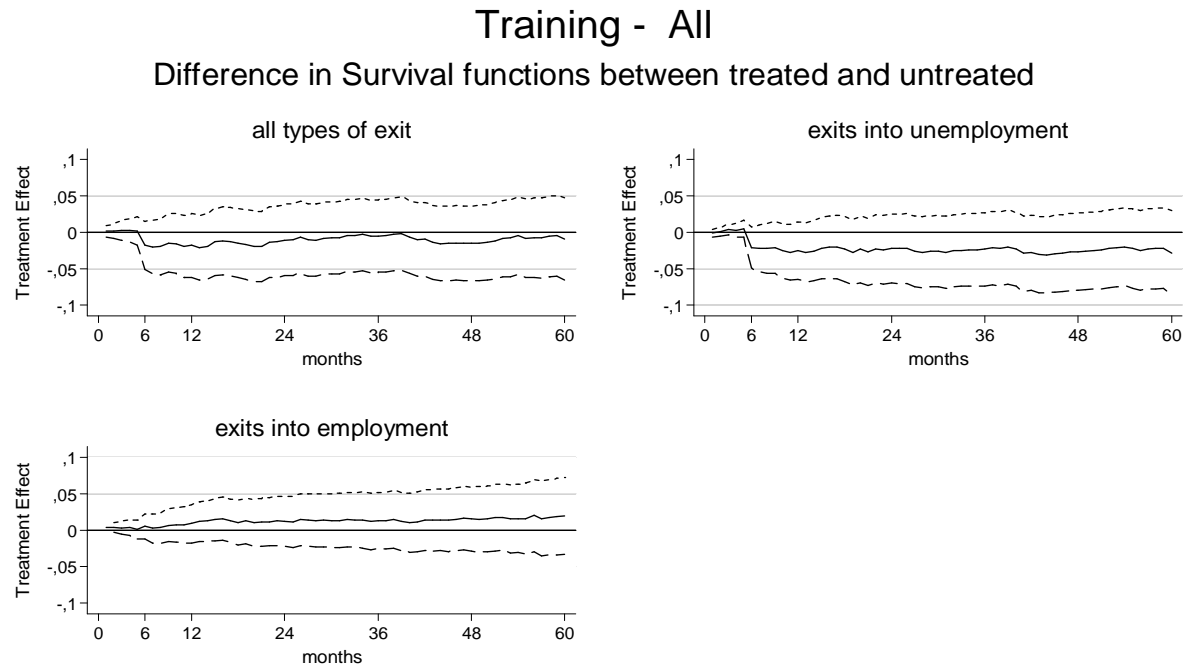 Training - All
Difference in Survival functions between treated and untreated
all types of exit
Treatment Effect
,1
,05
0
-,05
-,1
0 6 12 24 36 48 60
months
exits into unemployment
Treatment Effect
,1
,05
0
-,05
-,1
0 6 12 24 36 48 60
months
exits into employment
Treatment Effect
,1
,05
0
-,05
-,1
0 6 12 24 36 48 60
months